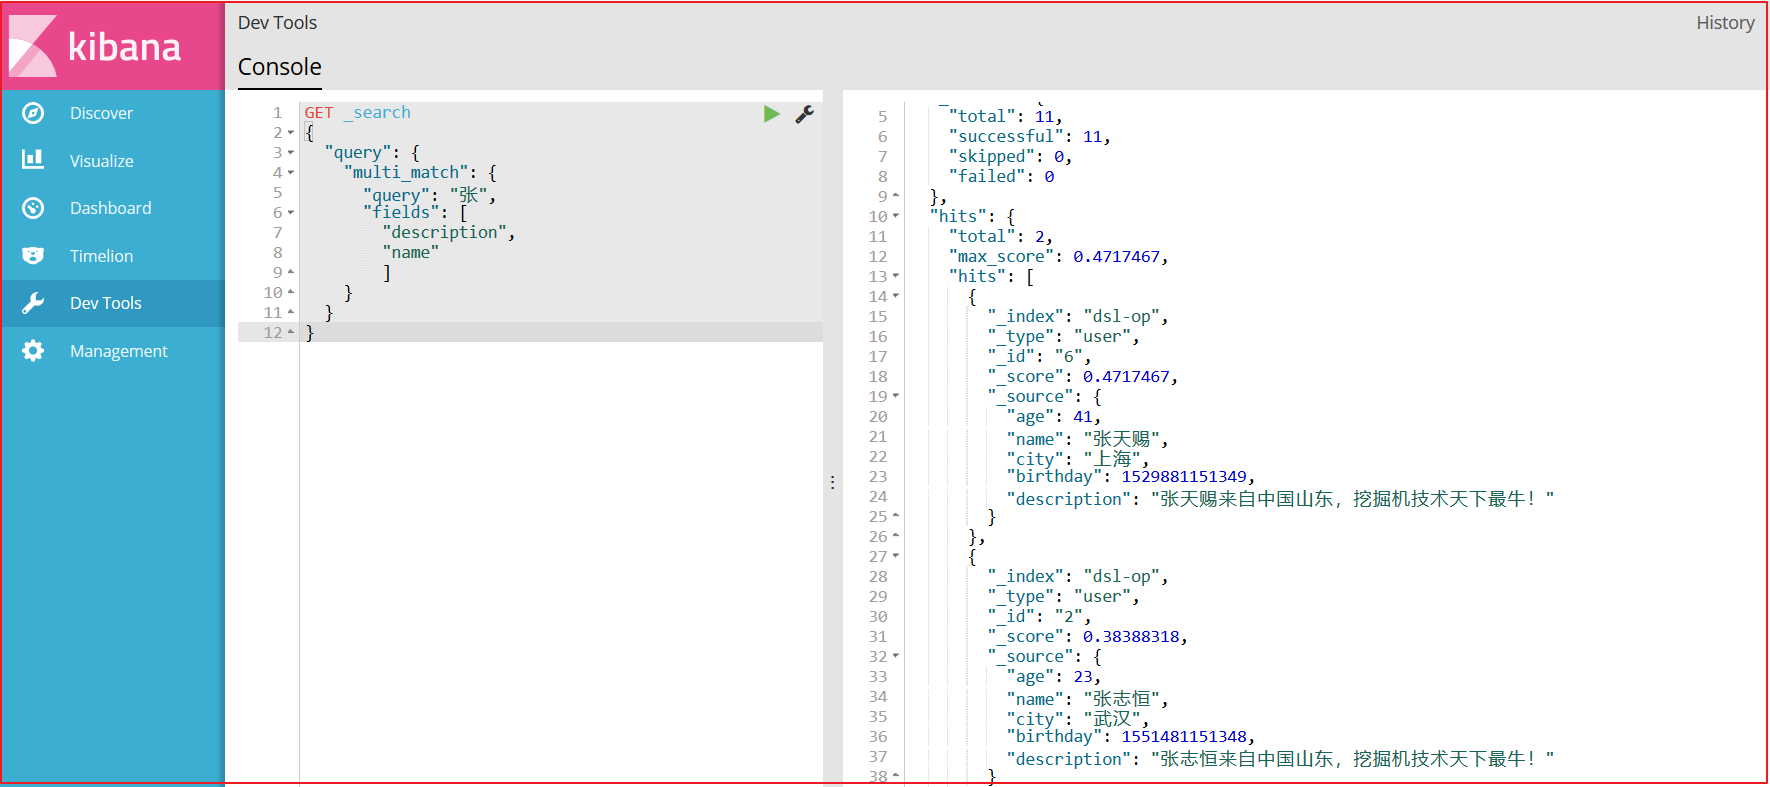 kibana
Discover
Visualize
Dashboard
Timelion
Dev Tools
Management
Dev Tools
History
Console
1 GET _search
2 {
3 "query": {
4 "multi_match": {
5 "query": "张",
6 "fields": [
7 "description",
8 "name"
9 ]
10 }
11 }
12 }
5 "total": 11,
6 "successful": 11,
7 "skipped": 0,
8 "failed": 0
9 },
10 "hits": {
11 "total": 2,
12 "max_score": 0.4717467,
13 "hits": [
14 {
15 "_index": "dsl-op",
16 "_type": "user",
17 "_id": "6",
18 "_score": 0.4717467,
19 "_source": {
20 "age": 41,
21 "name": "张天赐",
22 "city": "上海",
23 "birthday": 1529881151349,
24 "description": "张天赐来自中国山东，挖掘机技术天下最牛！"
25 }
26 },
27 {
28 "_index": "dsl-op",
29 "_type": "user",
30 "_id": "2",
31 "_score": 0.38388318,
32 "_source": {
33 "age": 23,
34 "name": "张志恒",
35 "city": "武汉",
36 "birthday": 1551481151348,
37 "description": "张志恒来自中国山东，挖掘机技术天下最牛！"
38 }